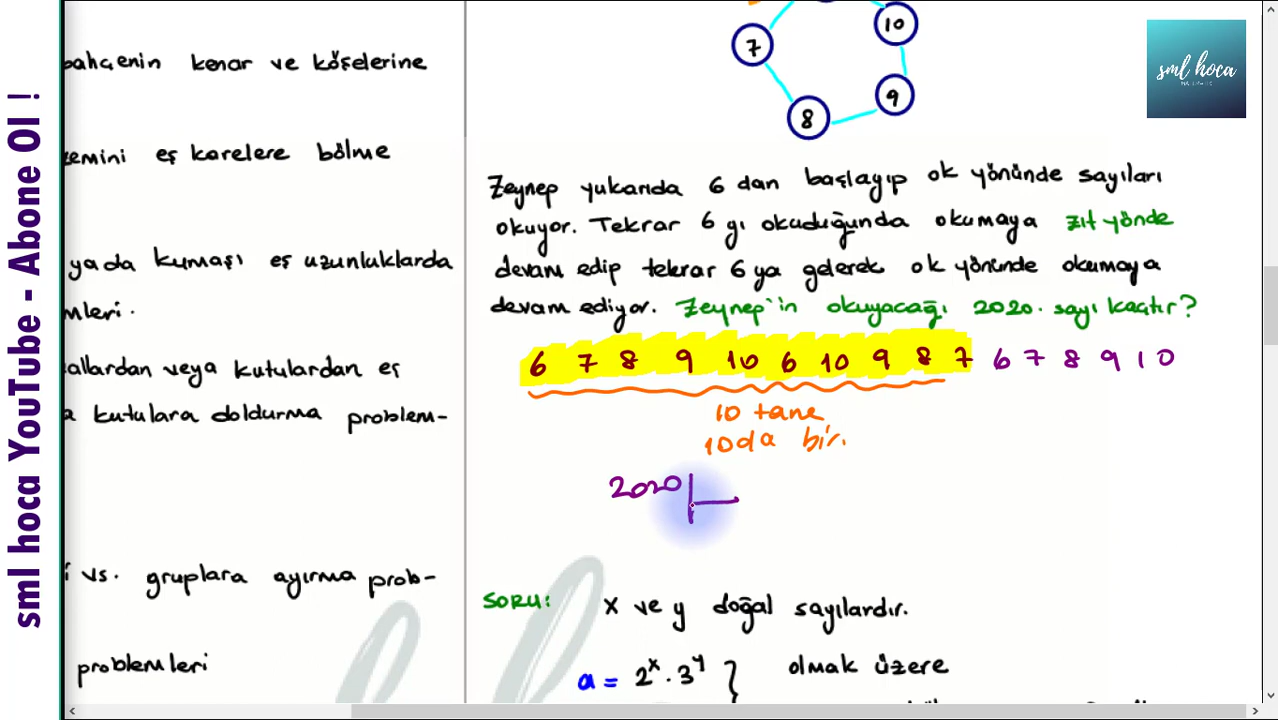 sml hoca YouTube - Abone Ol !
bahçenin kenar ve köşelerine
zemini eş karelere bölme
ya da kumaşı eş uzunluklarda
mleri.
allardan veya kutulardan eş
a kutulara doldurma problem-
vs. gruplara ayırma prob-
problemleri
7
10
8
9
sml hoca
Zeynep yukarıda 6 dan başlayıp ok yönünde sayıları
okuyor. Tekrar 6 yı okuduğunda okumaya zıt yönde
devam edip tekrar 6 ya gelerek ok yönünde okumaya
devam ediyor. Zeynep'in okuyacağı 2020. sayı kaçtır?
6 7 8 9 10 6 10 9 8 7 6 7 8 9 10
10 tane
10 da bir.
2020
SORU: x ve y doğal sayılardır.
a = 2^x . 3^y } olmak üzere